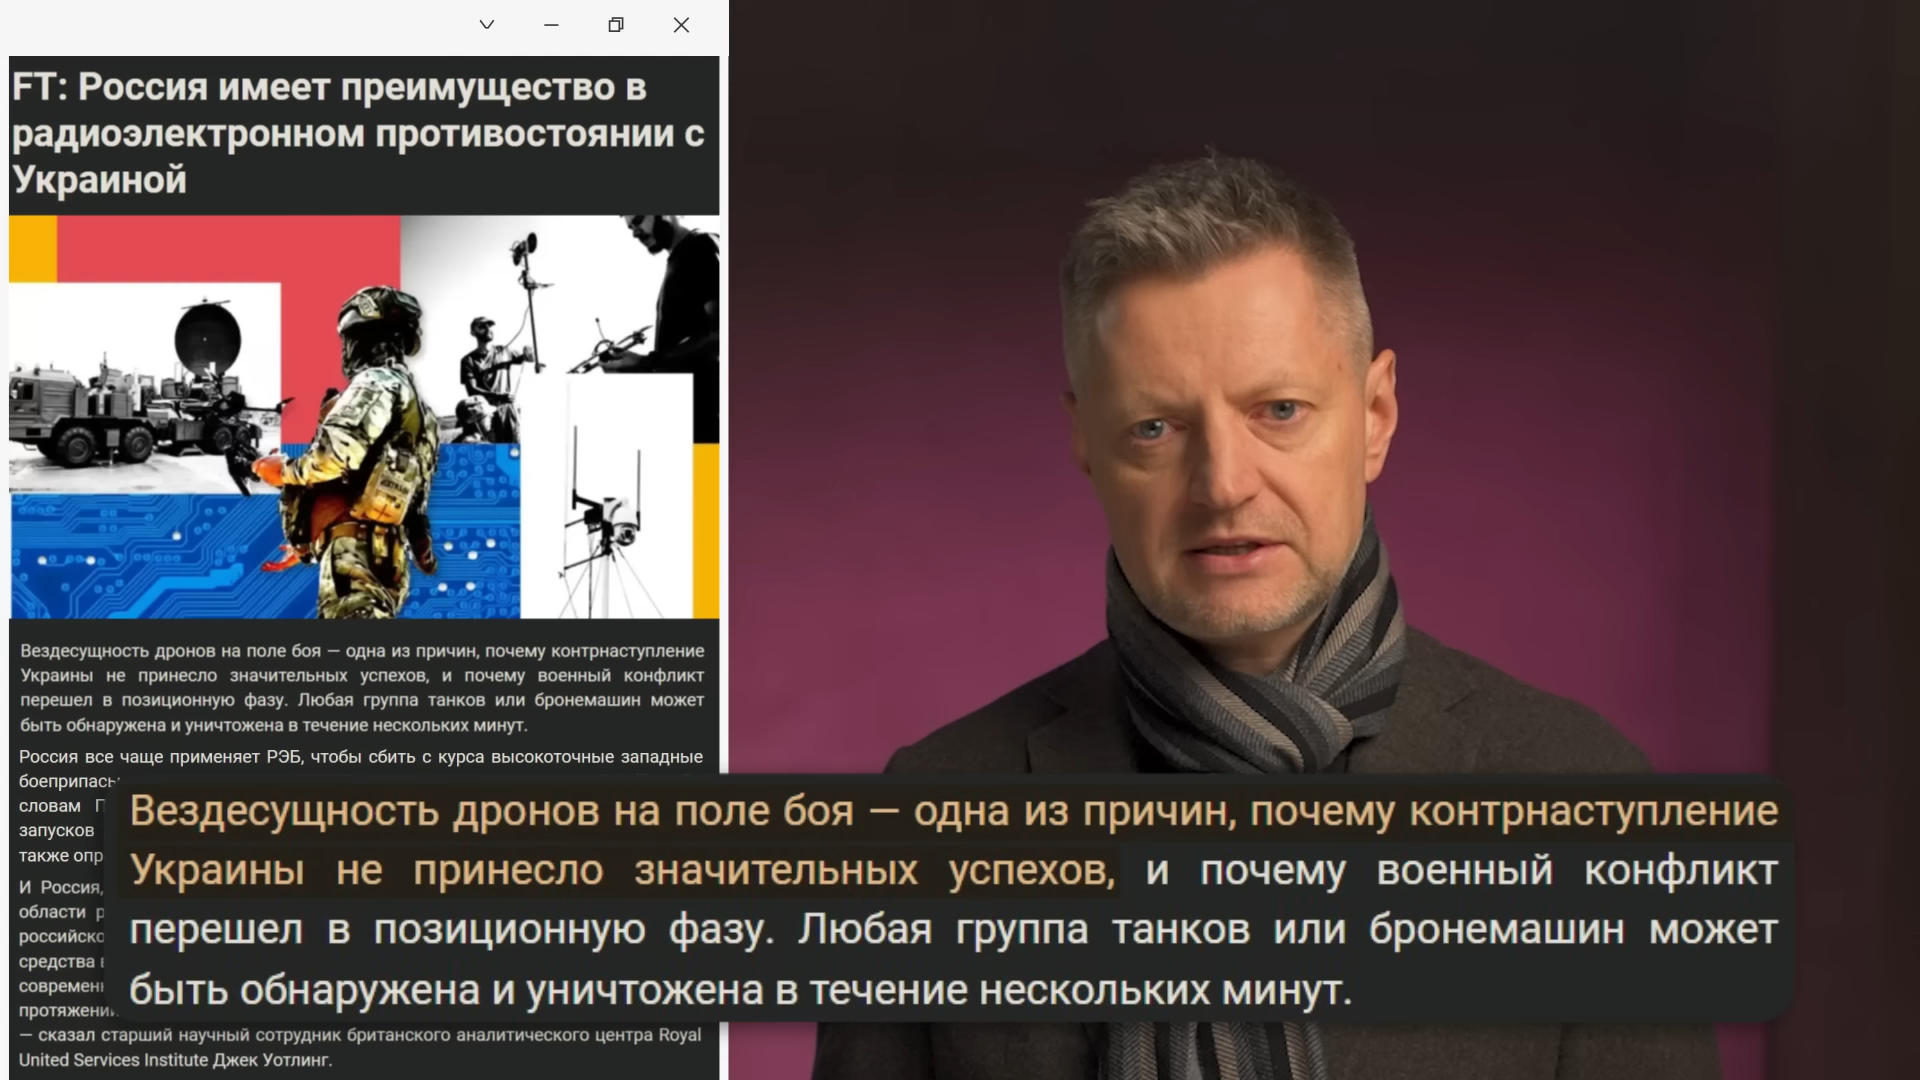 FT: Россия имеет преимущество в
радиоэлектронном противостоянии с
Украиной
Вездесущность дронов на поле боя — одна из причин, почему контрнаступление
Украины не принесло значительных успехов, и почему военный конфликт
перешел в позиционную фазу. Любая группа танков или бронемашин может
быть обнаружена и уничтожена в течение нескольких минут.
Россия все чаще применяет РЭБ, чтобы сбить с курса высокоточные западные
боеприпасы
словам
запусков
также
И Россия,
области
средства
— сказал старший научный сотрудник британского аналитического центра Royal
United Services Institute Джек Уотлинг.
Вездесущность дронов на поле боя — одна из причин, почему контрнаступление
Украины не принесло значительных успехов, и почему военный конфликт
перешел в позиционную фазу. Любая группа танков или бронемашин может
быть обнаружена и уничтожена в течение нескольких минут.